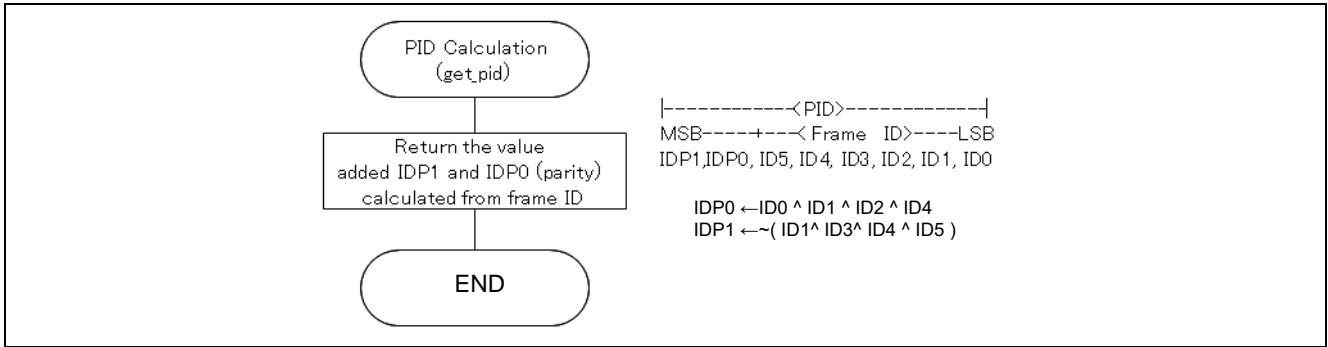 PID Calculation
(get_pid)
Return the value
added IDP1 and IDP0 (parity)
calculated from frame ID
END
|------------<PID>-------------|
MSB-----+---< Frame ID>----LSB
IDP1,IDP0, ID5, ID4, ID3, ID2, ID1, ID0
IDP0 ←ID0 ^ ID1 ^ ID2 ^ ID4
IDP1 ←~( ID1^ ID3^ ID4 ^ ID5 )